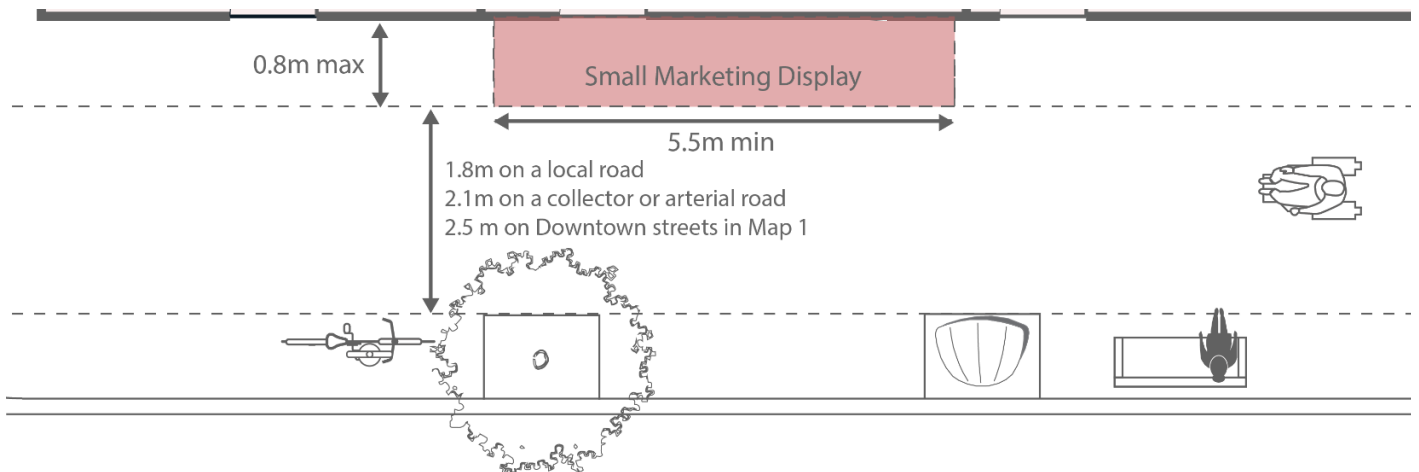 0.8m max
Small Marketing Display
5.5m min
1.8m on a local road
2.1m on a collector or arterial road
2.5 m on Downtown streets in Map 1